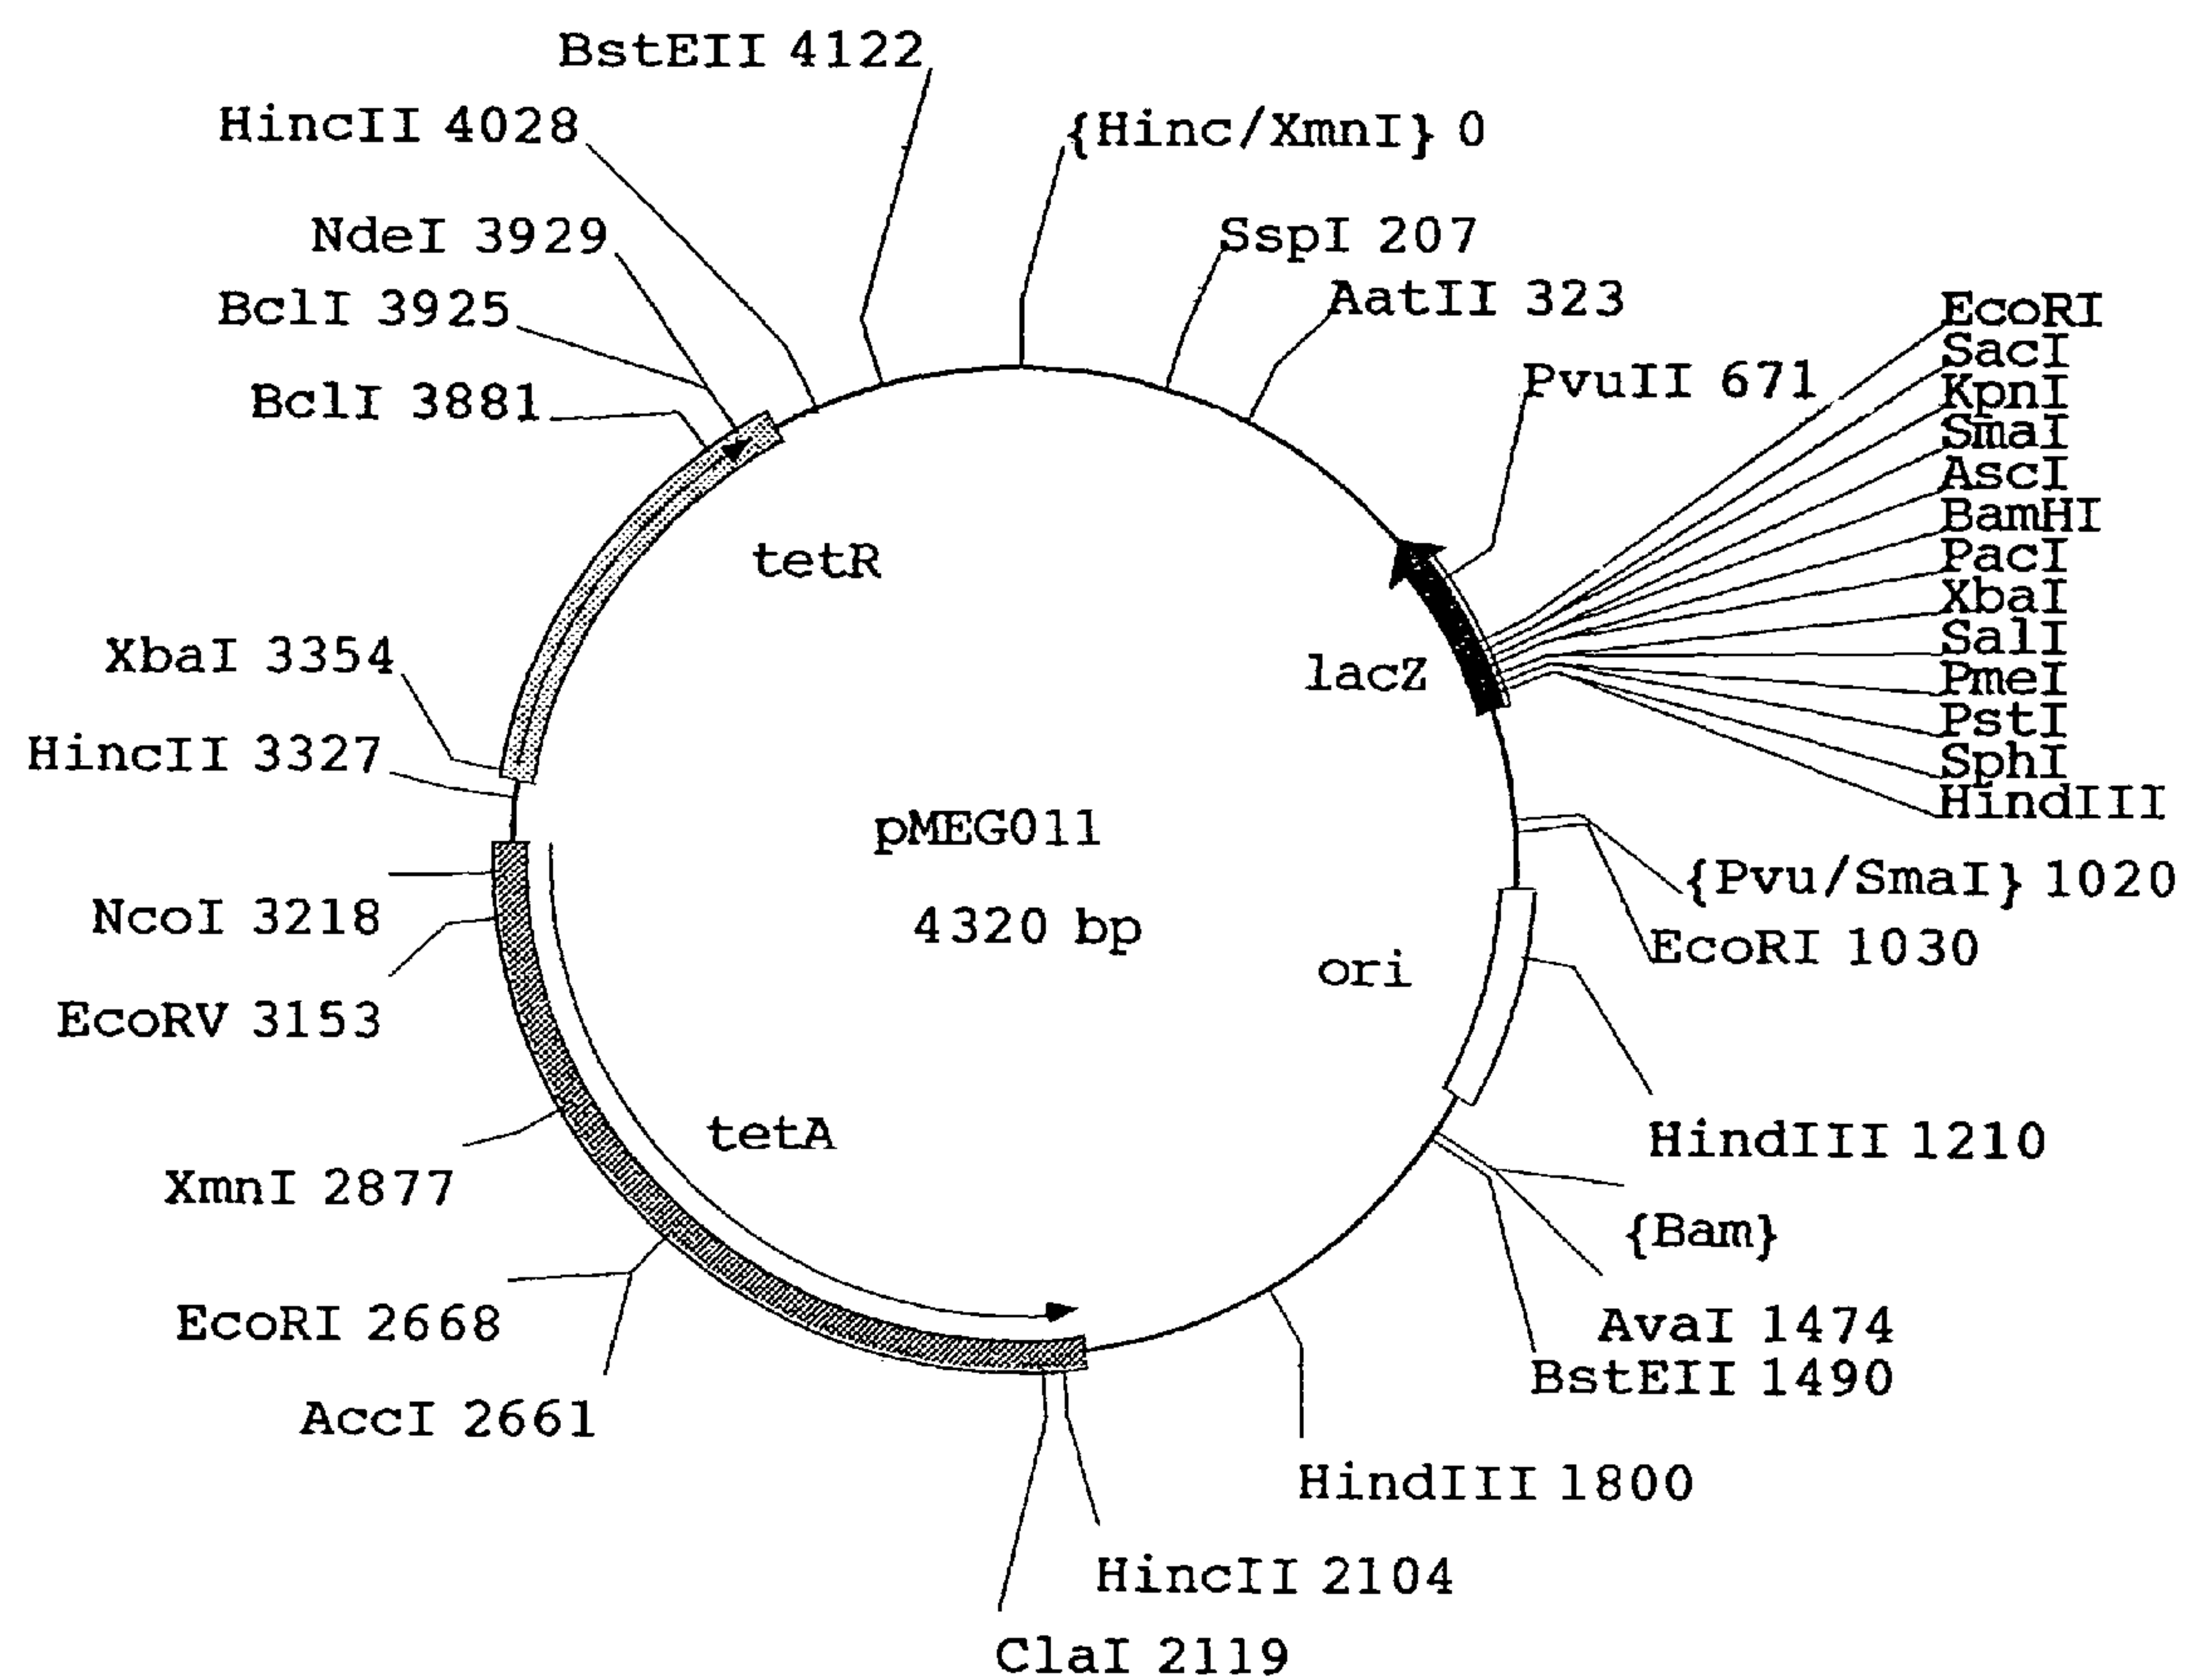 BstEII 4122
HincII 4028
{Hinc/XmnI} 0
NdeI 3929
SspI 207
BclI 3925
AatII 323
EcoRI
SacI
KpnI
SmaI
AscI
BamHI
PacI
XbaI
SalI
PmeI
PstI
SphI
HindIII
BclI 3881
PvuII 671
tetR
XbaI 3354
lacZ
HincII 3327
pMEG011
4320 bp
{Pvu/SmaI} 1020
NcoI 3218
EcoRI 1030
ori
EcoRV 3153
tetA
HindIII 1210
XmnI 2877
{Bam}
EcoRI 2668
AvaI 1474
BstEII 1490
AccI 2661
HindIII 1800
HincII 2104
ClaI 2119